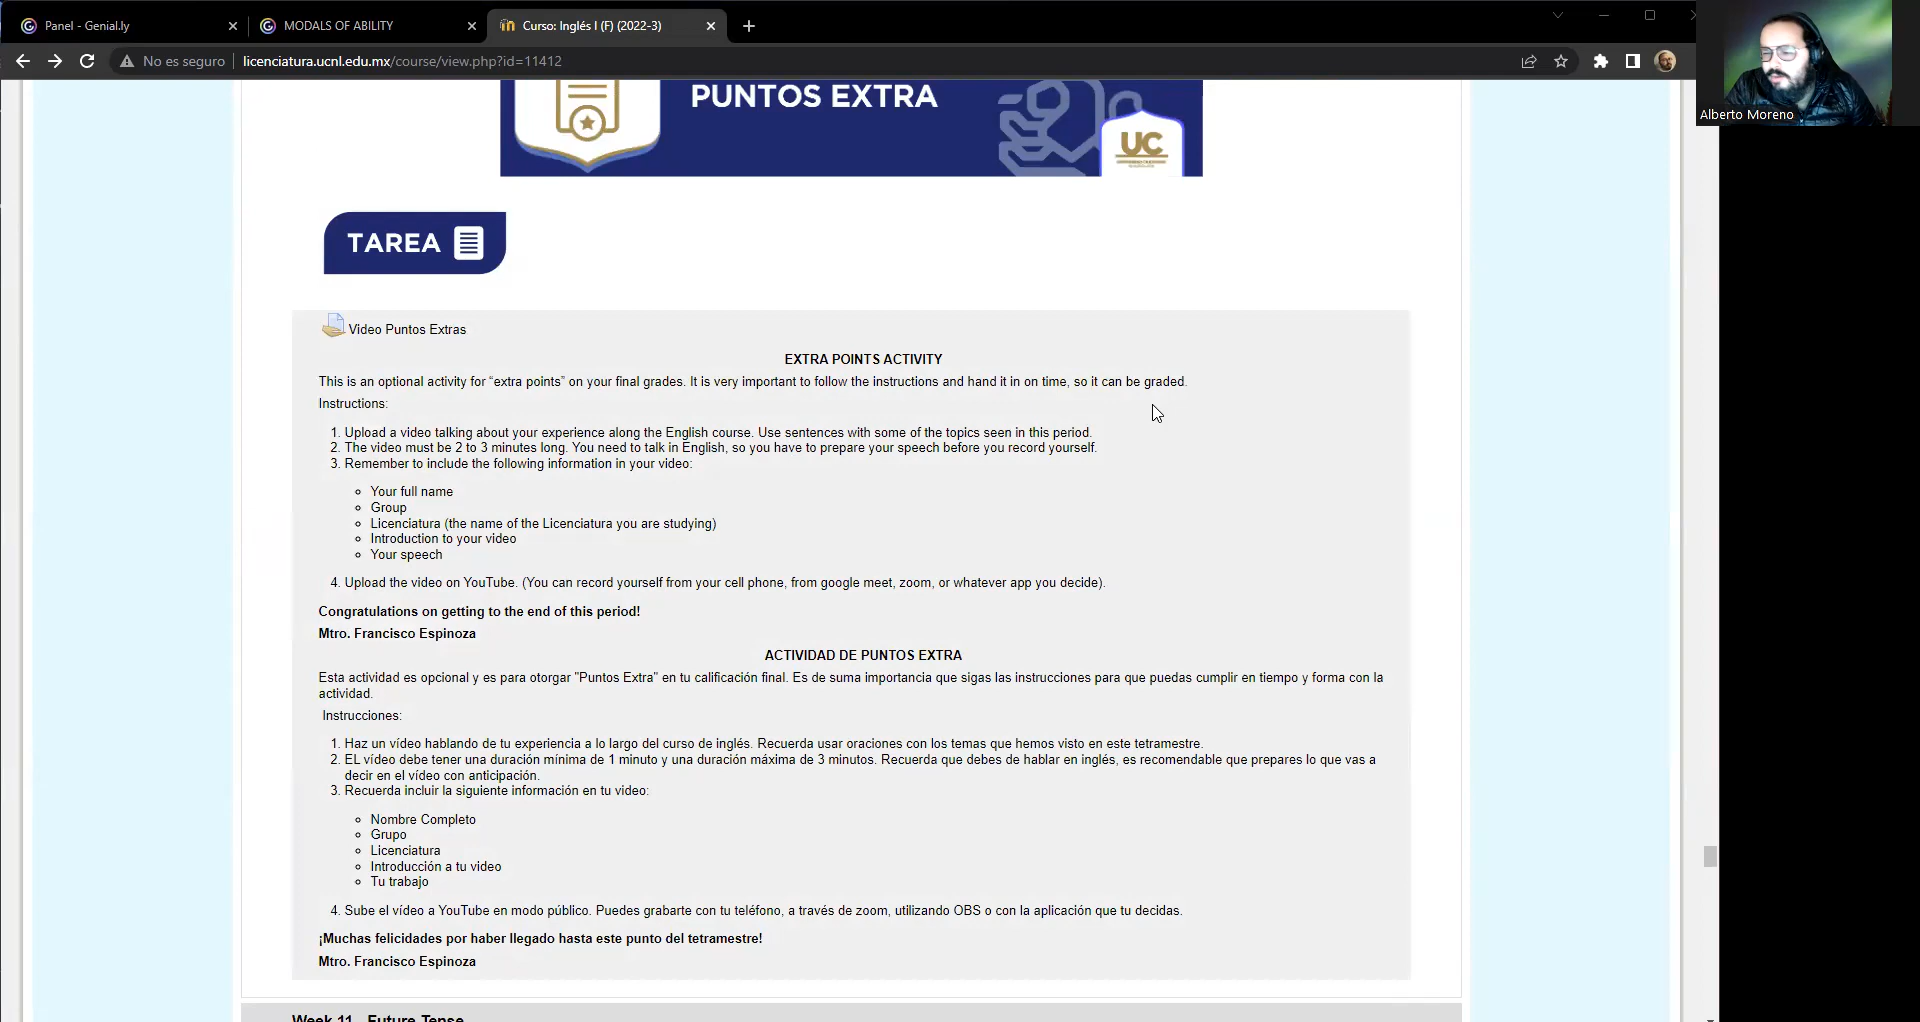 Panel - Genial.ly
MODALS OF ABILITY
Curso: Inglés I (F) (2022-3)
No es seguro
licenciatura.ucnl.edu.mx/course/view.php?id=11412
Alberto Moreno
PUNTOS EXTRA
UC
TAREA
Video Puntos Extras
EXTRA POINTS ACTIVITY
This is an optional activity for “extra points” on your final grades. It is very important to follow the instructions and hand it in on time, so it can be graded.
Instructions:
1. Upload a video talking about your experience along the English course. Use sentences with some of the topics seen in this period.
2. The video must be 2 to 3 minutes long. You need to talk in English, so you have to prepare your speech before you record yourself.
3. Remember to include the following information in your video:
Your full name
Group
Licenciatura (the name of the Licenciatura you are studying)
Introduction to your video
Your speech
4. Upload the video on YouTube. (You can record yourself from your cell phone, from google meet, zoom, or whatever app you decide).
Congratulations on getting to the end of this period!
Mtro. Francisco Espinoza
ACTIVIDAD DE PUNTOS EXTRA
Esta actividad es opcional y es para otorgar "Puntos Extra" en tu calificación final. Es de suma importancia que sigas las instrucciones para que puedas cumplir en tiempo y forma con la
actividad.
Instrucciones:
1. Haz un vídeo hablando de tu experiencia a lo largo del curso de inglés. Recuerda usar oraciones con los temas que hemos visto en este tetramestre.
2. EL vídeo debe tener una duración mínima de 1 minuto y una duración máxima de 3 minutos. Recuerda que debes de hablar en inglés, es recomendable que prepares lo que vas a
decir en el vídeo con anticipación.
3. Recuerda incluir la siguiente información en tu video:
Nombre Completo
Grupo
Licenciatura
Introducción a tu video
Tu trabajo
4. Sube el vídeo a YouTube en modo público. Puedes grabarte con tu teléfono, a través de zoom, utilizando OBS o con la aplicación que tu decidas.
¡Muchas felicidades por haber llegado hasta este punto del tetramestre!
Mtro. Francisco Espinoza
Week 11 - Future Tense